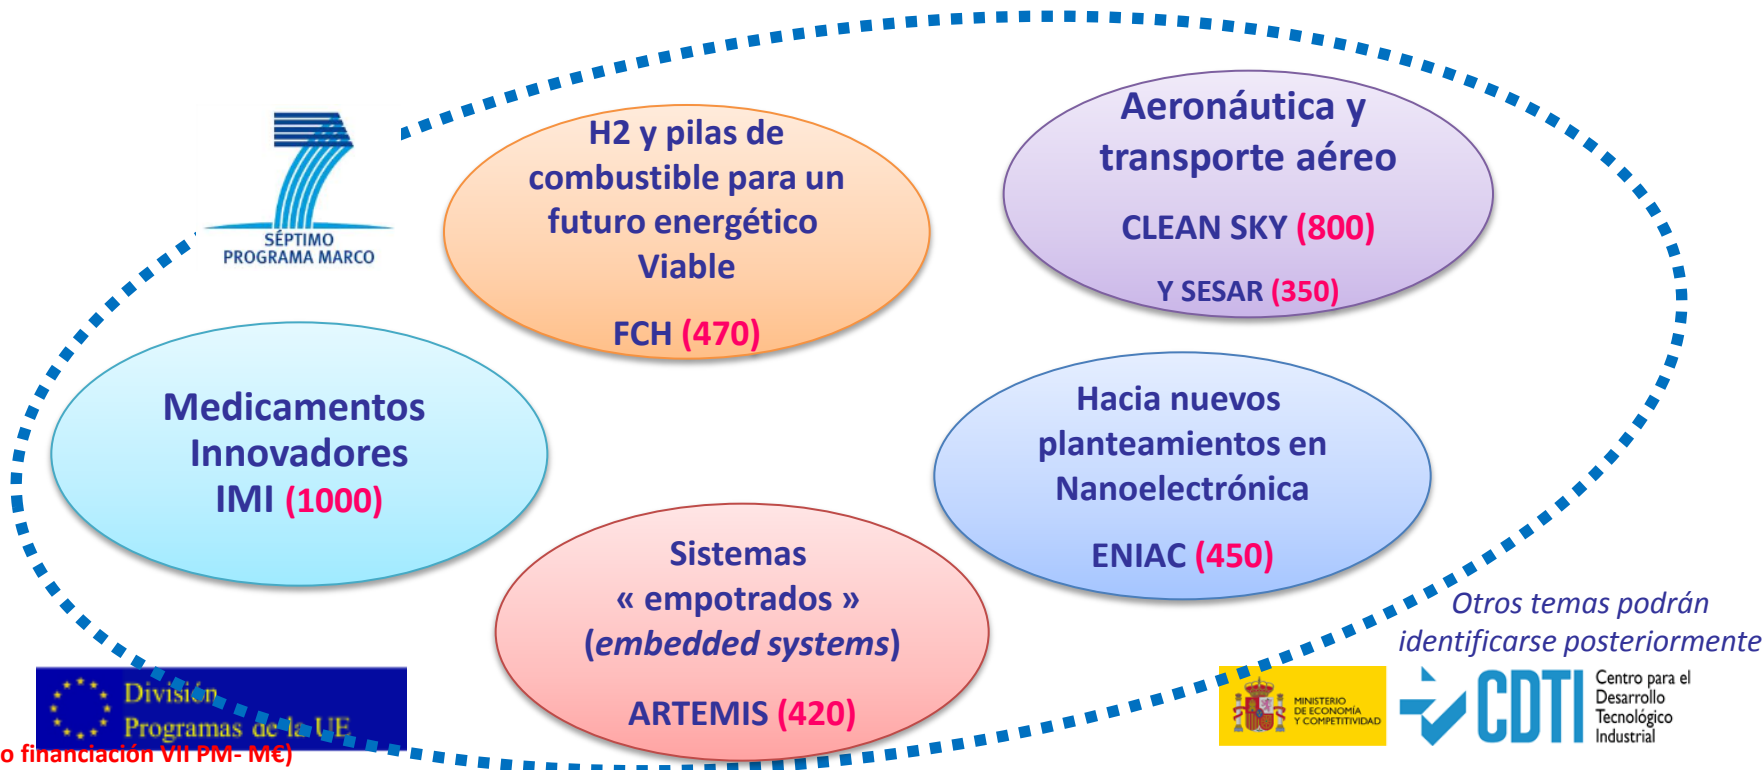 7
SÉPTIMO
PROGRAMA MARCO
H2 y pilas de
combustible para un
futuro energético
Viable
FCH (470)
Aeronáutica y
transporte aéreo
CLEAN SKY (800)
Y SESAR (350)
Medicamentos
Innovadores
IMI (1000)
Hacia nuevos
planteamientos en
Nanoelectrónica
ENIAC (450)
Sistemas
« empotrados »
(embedded systems)
ARTEMIS (420)
Otros temas podrán
identificarse posteriormente
División
Programas de la UE
o financiación VII PM- M€)
MINISTERIO
DE ECONOMÍA
Y COMPETITIVIDAD
CDTI
Centro para el
Desarrollo
Tecnológico
Industrial